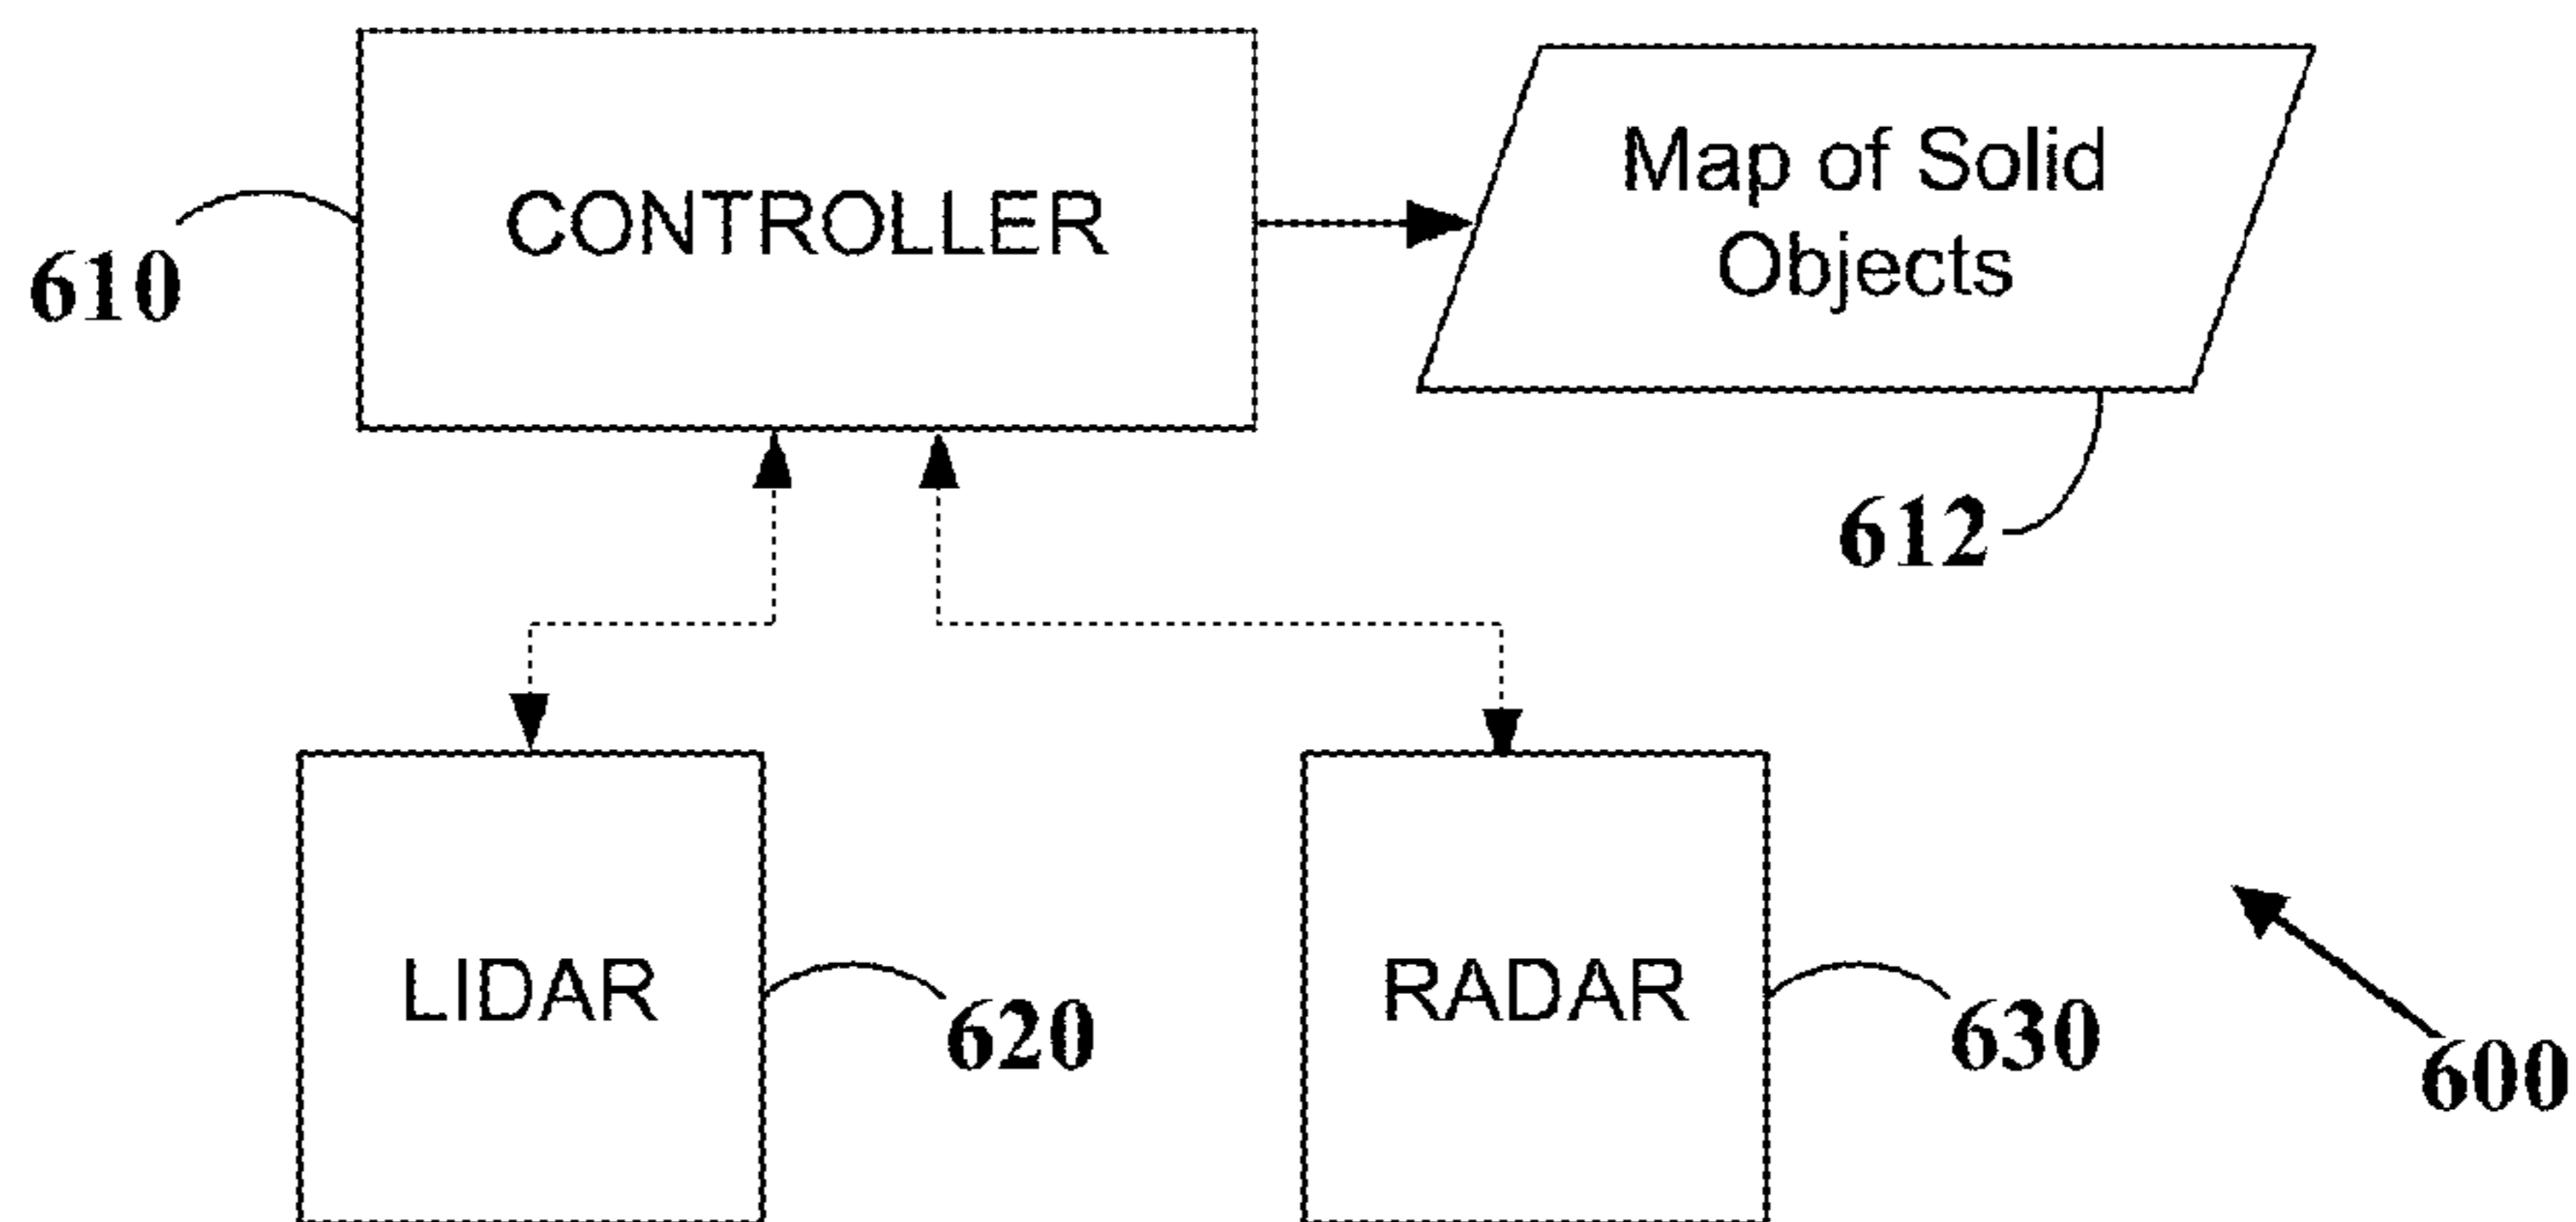 CONTROLLER
610
Map of Solid
Objects
612
LIDAR
620
RADAR
630
600